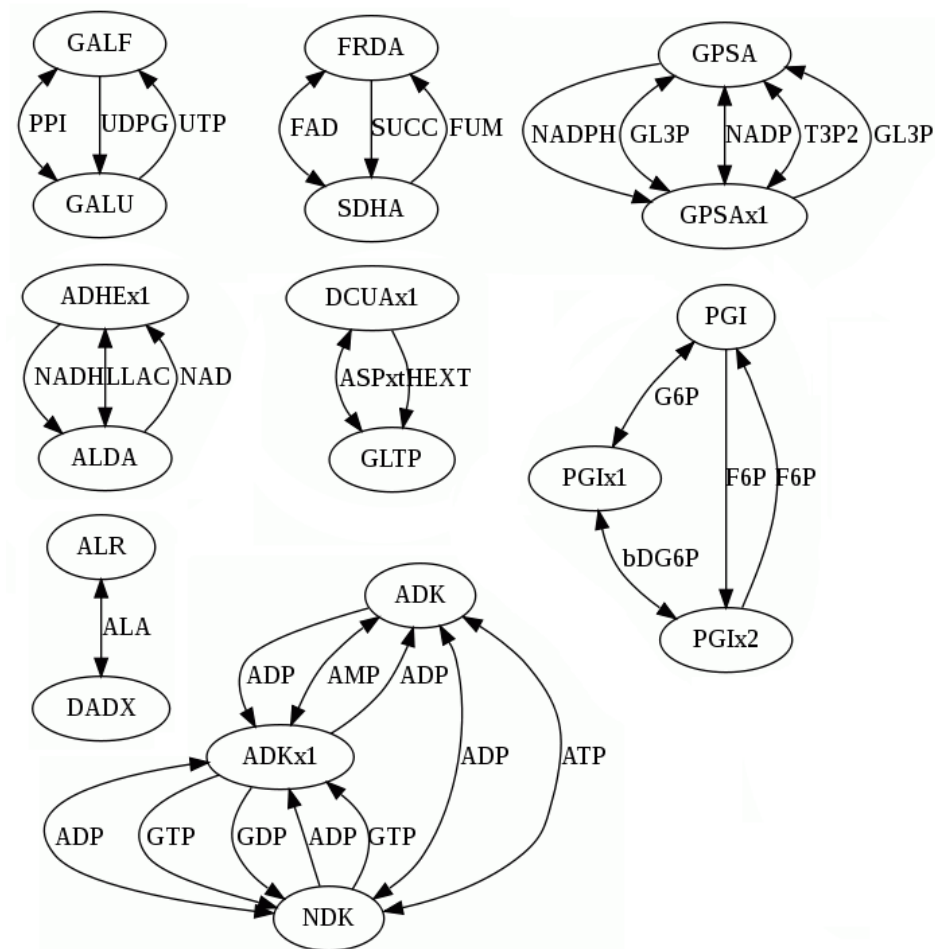 GALF
FRDA
GPSA
PPI UDPG UTP
FAD SUCC FUM
NADPH GL3P NADP T3P2 GL3P
GALU
SDHA
GPSAx1
ADHEx1
DCUAx1
PGI
NADH LLAC NAD
ASPxt HEXT
G6P
ALDA
GLTP
PGIx1
F6P F6P
bDG6P
PGIx2
ALR
ALA
DADX
ADK
ADP AMP ADP
ADKx1
ADP ATP
ADP GTP GDP ADP GTP
NDK